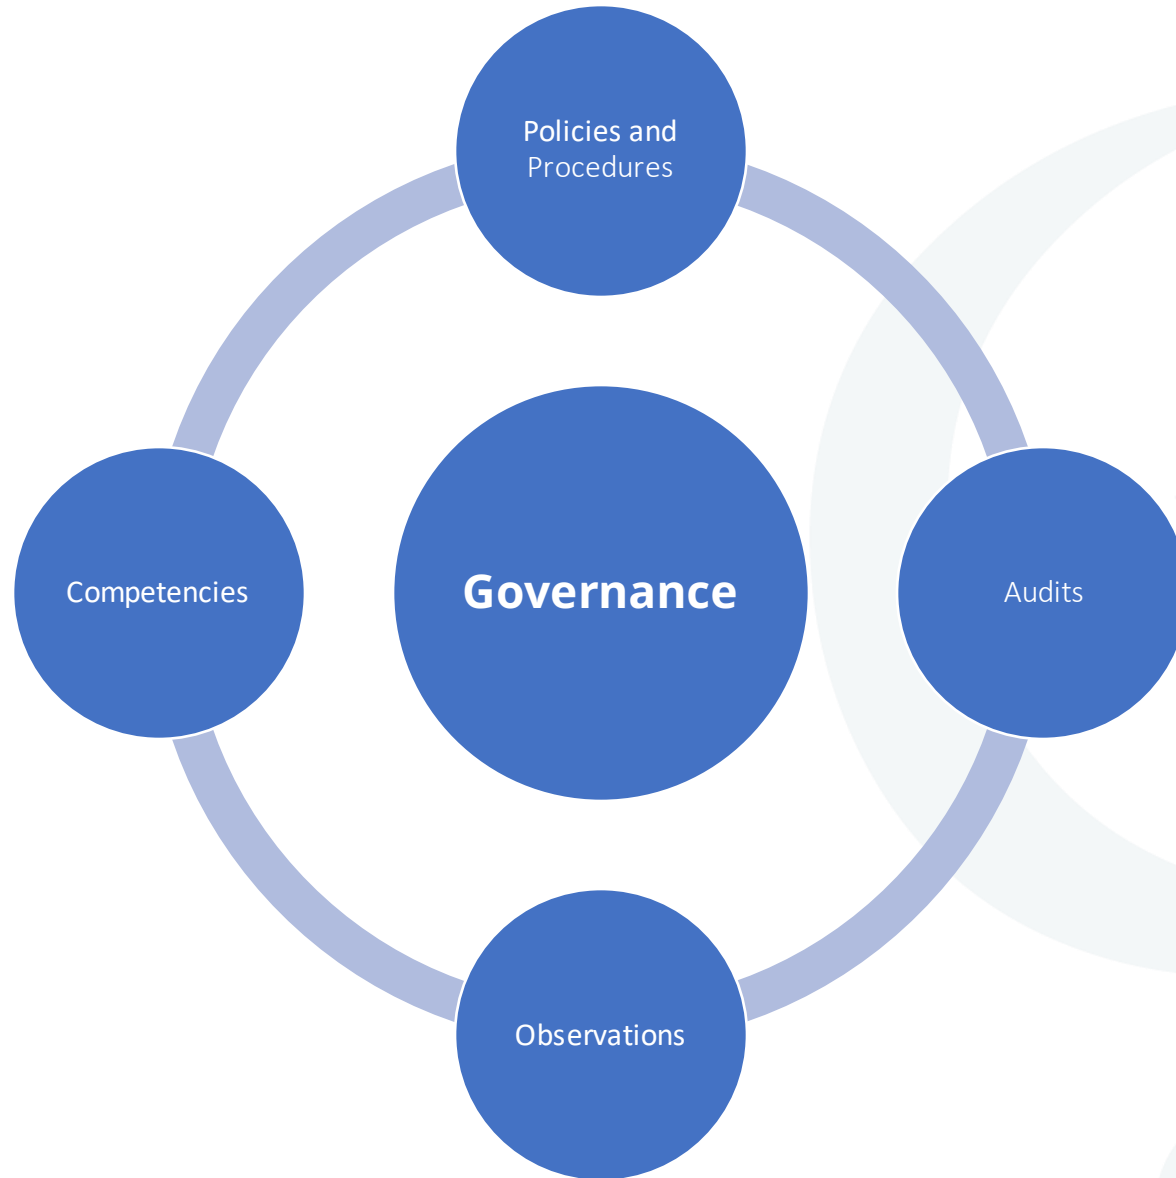 Policies and
Procedures
Competencies
Governance
Audits
Observations